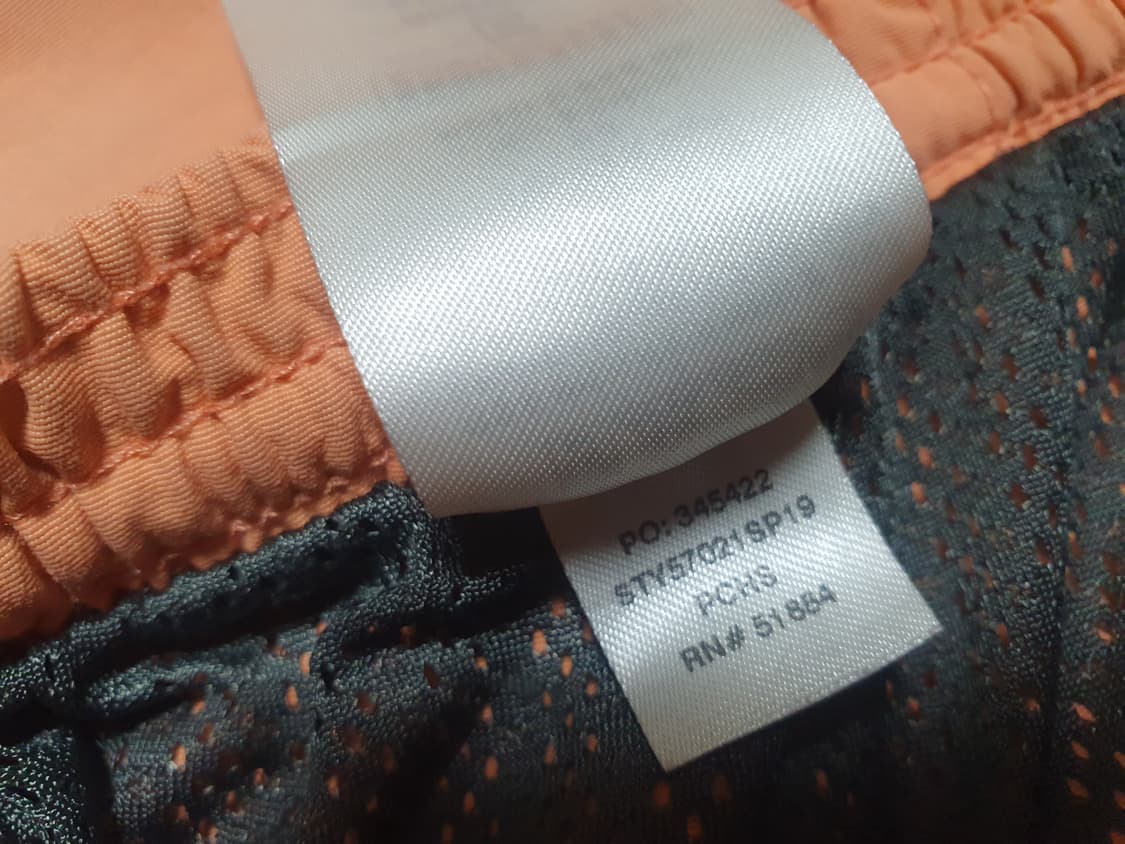 PO: 345422
STY57021SP19
PCHS
RN# 51884